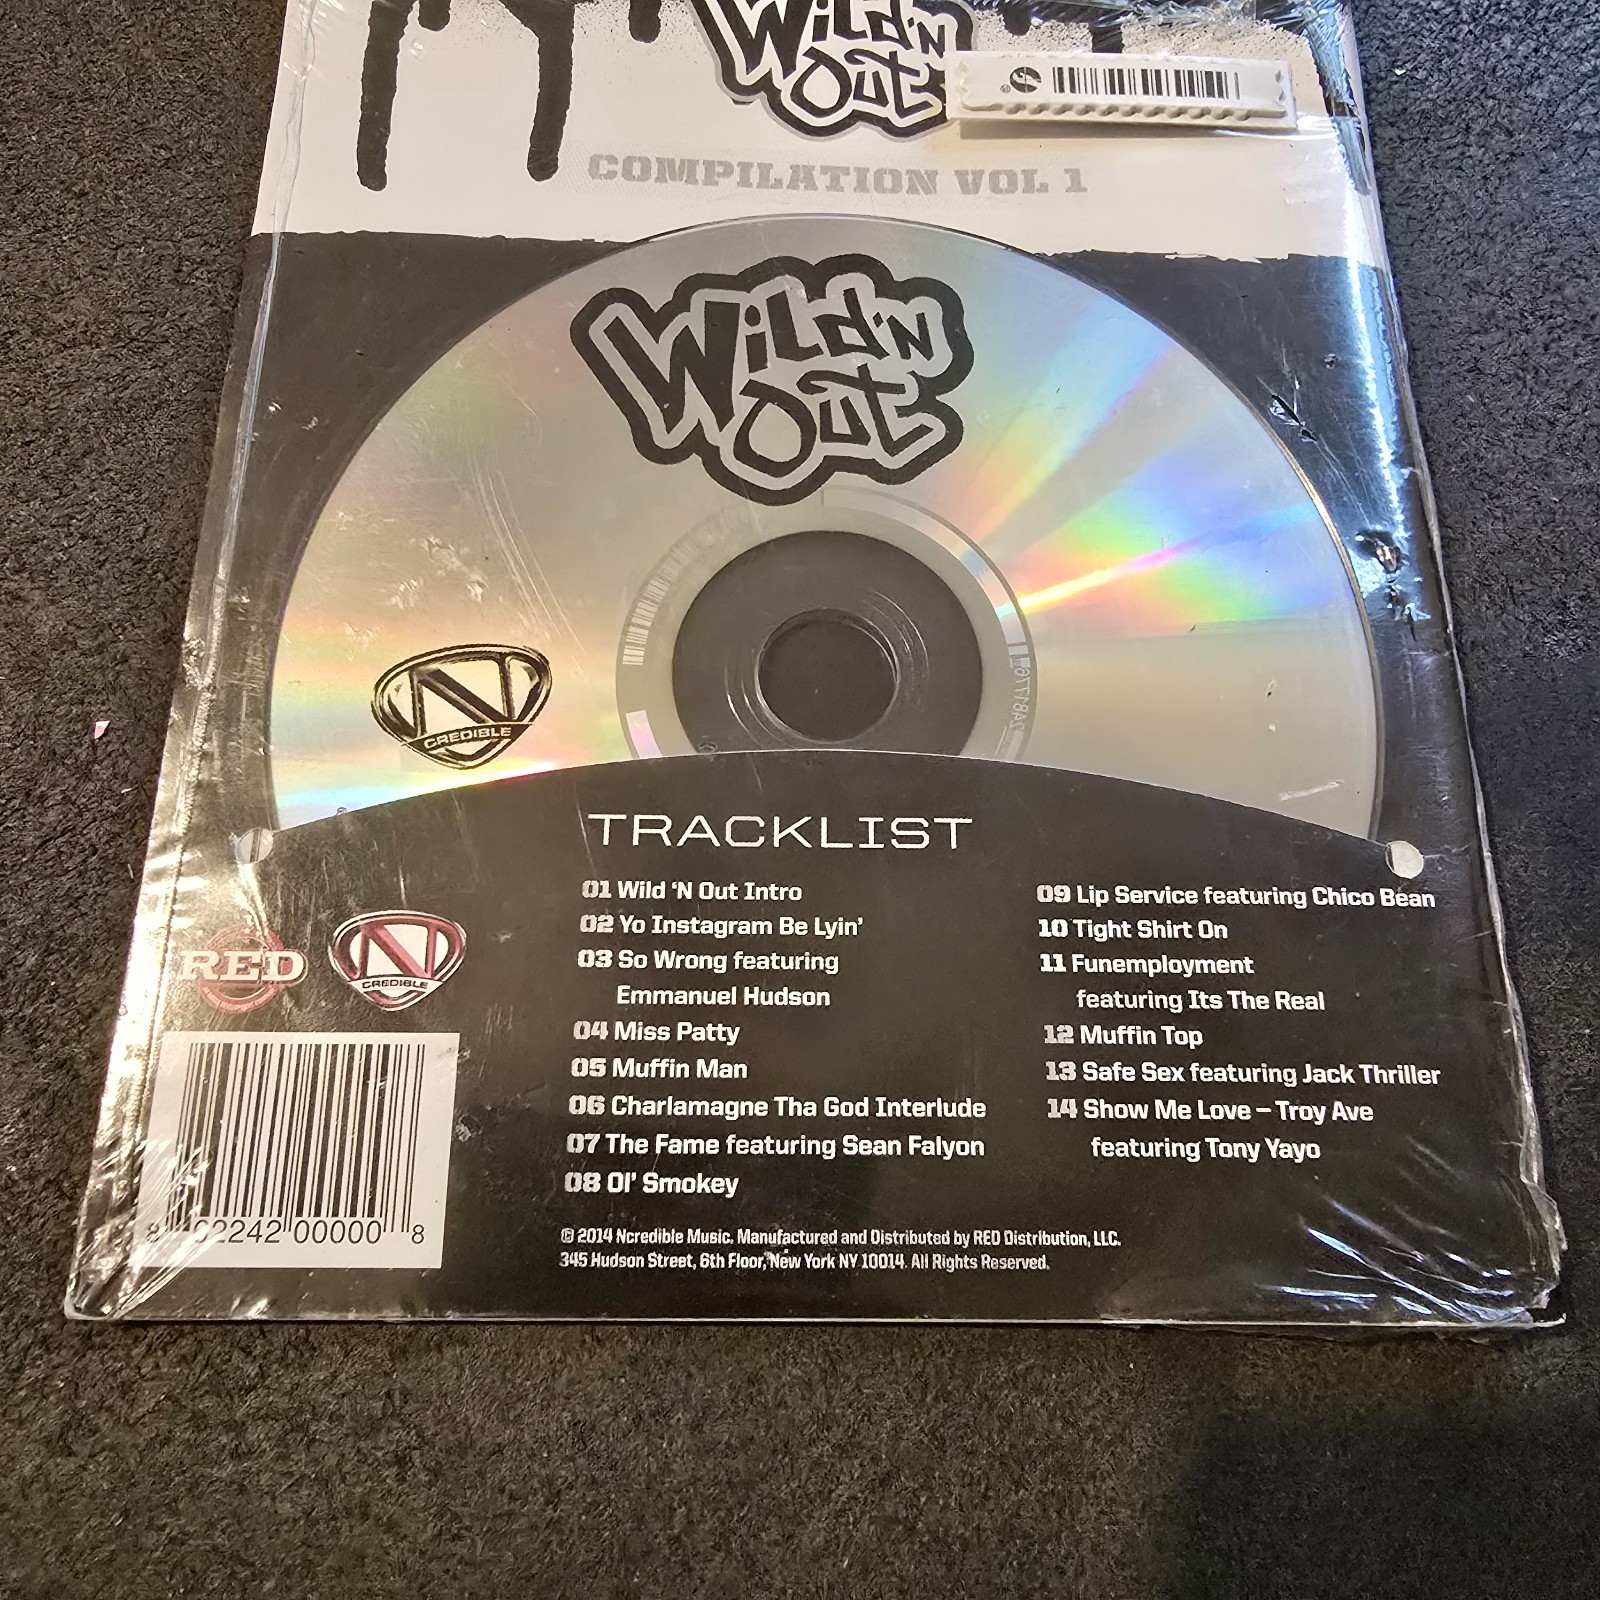 Wild'N
Out
COMPILATION VOL 1
Wild'N
Out
N
CREDIBLE
TRACKLIST
01 Wild 'N Out Intro
02 Yo Instagram Be Lyin'
03 So Wrong featuring
Emmanuel Hudson
04 Miss Patty
05 Muffin Man
06 Charlamagne Tha God Interlude
07 The Fame featuring Sean Falyon
08 Ol' Smokey
09 Lip Service featuring Chico Bean
10 Tight Shirt On
11 Funemployment
featuring Its The Real
12 Muffin Top
13 Safe Sex featuring Jack Thriller
14 Show Me Love – Troy Ave
featuring Tony Yayo
RED
N
CREDIBLE
02242 00000 8
© 2014 Ncredible Music. Manufactured and Distributed by RED Distribution, LLC.
345 Hudson Street, 6th Floor, New York NY 10014. All Rights Reserved.